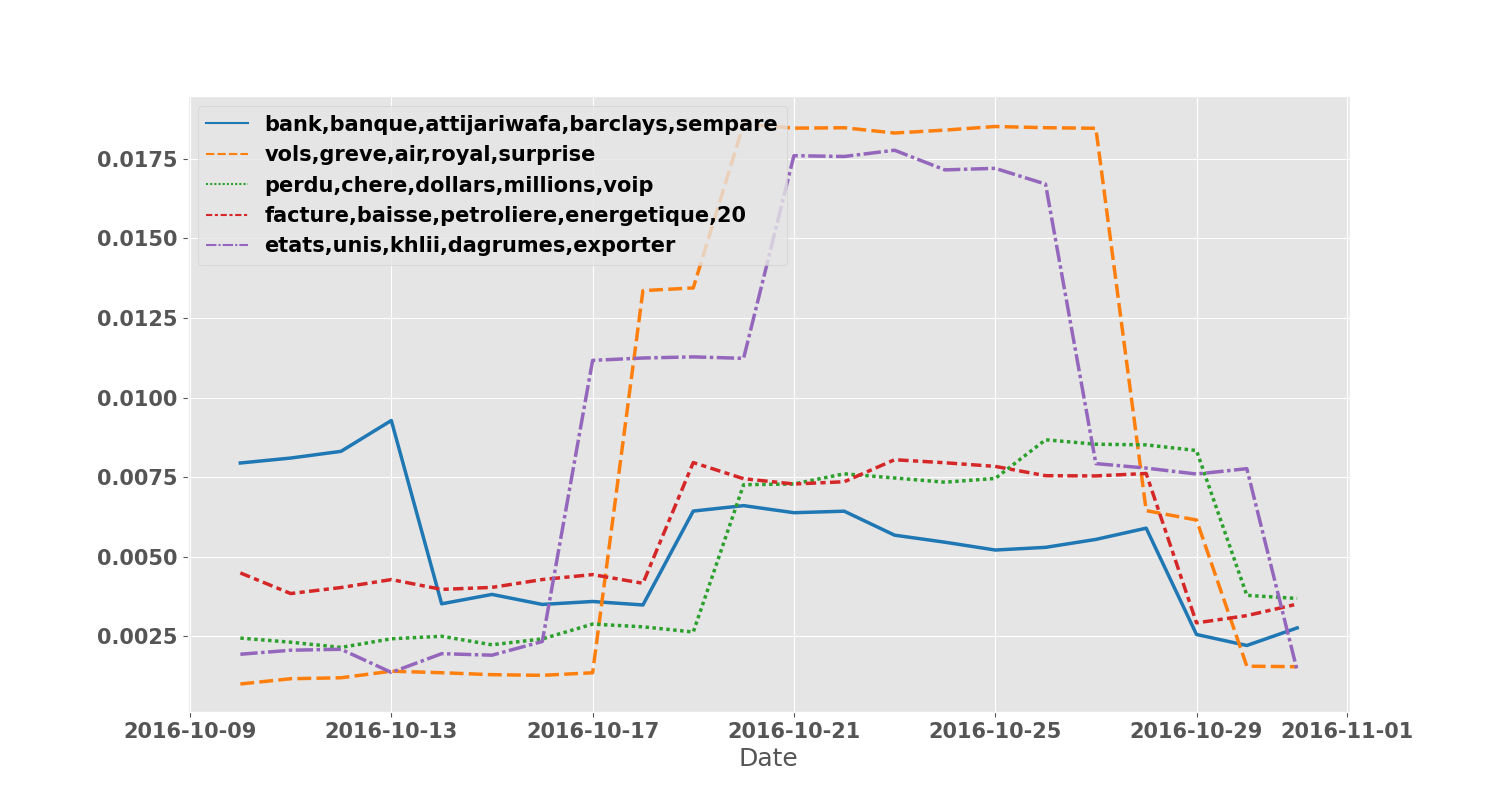 bank,banque,attijariwafa,barclays,sempare
vols,greve,air,royal,surprise
perdu,chere,dollars,millions,voip
facture,baisse,petroliere,energetique,20
etats,unis,khlii,dagrumes,exporter
0.0175
0.0150
0.0125
0.0100
0.0075
0.0050
0.0025
2016-10-09 2016-10-13 2016-10-17 2016-10-21 2016-10-25 2016-10-29 2016-11-01
Date